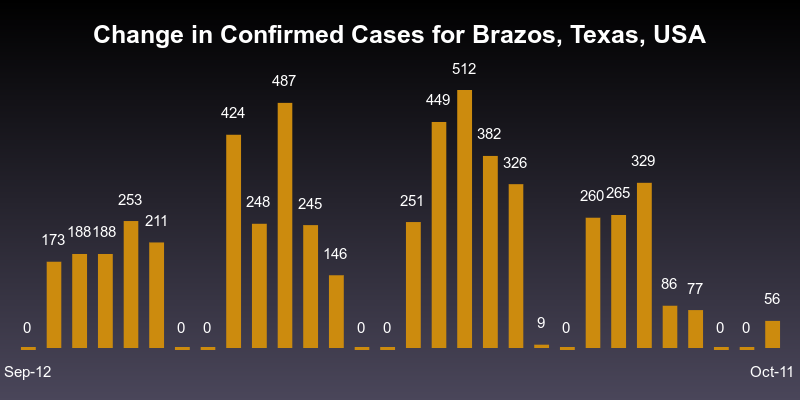 Change in Confirmed Cases for Brazos, Texas, USA
0 173 188 188 253 211 0 0 424 248 487 245 146 0 0 251 449 512 382 326 9 0 260 265 329 86 77 0 0 56
Sep-12 Oct-11